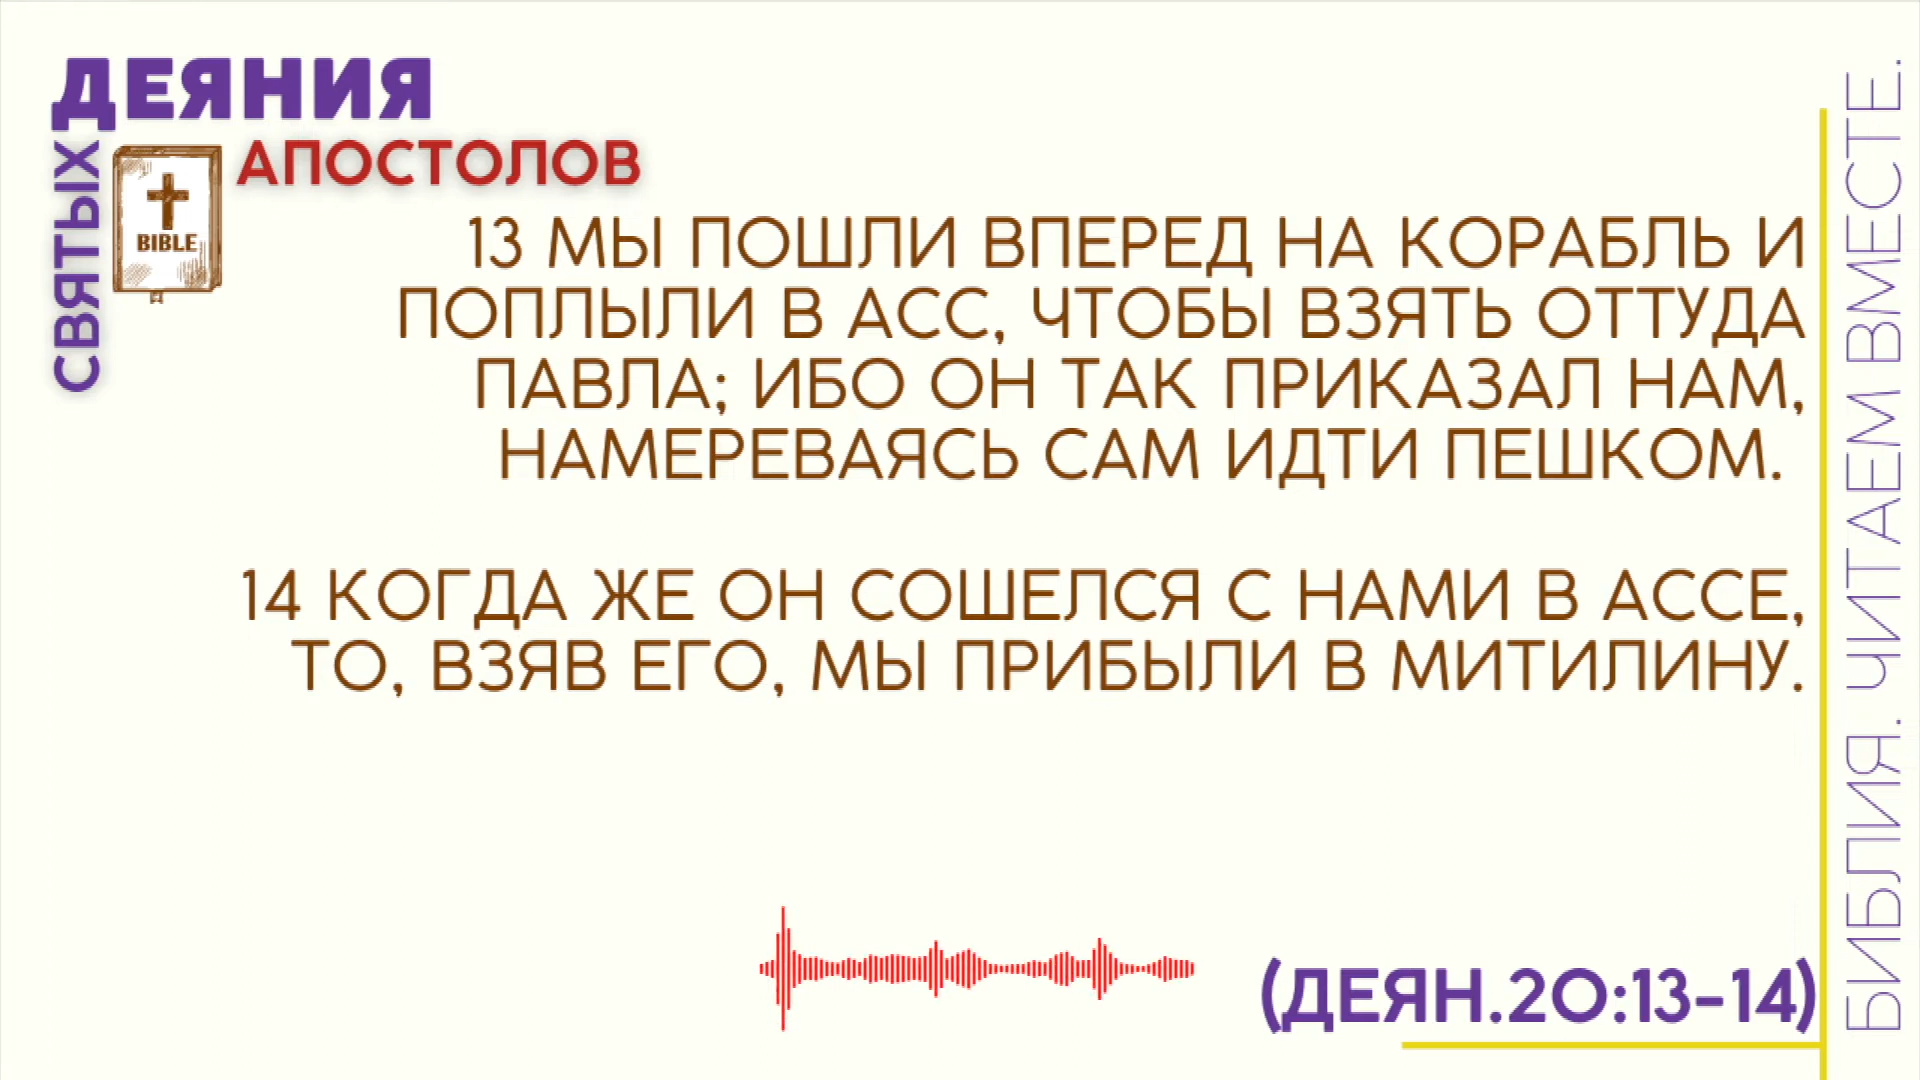 ДЕЯНИЯ
СВЯТЫХ
АПОСТОЛОВ
BIBLE
13 МЫ ПОШЛИ ВПЕРЕД НА КОРАБЛЬ И
ПОПЛЫЛИ В АСС, ЧТОБЫ ВЗЯТЬ ОТТУДА
ПАВЛА; ИБО ОН ТАК ПРИКАЗАЛ НАМ,
НАМЕРЕВАЯСЬ САМ ИДТИ ПЕШКОМ.
14 КОГДА ЖЕ ОН СОШЕЛСЯ С НАМИ В АССЕ,
ТО, ВЗЯВ ЕГО, МЫ ПРИБЫЛИ В МИТИЛИНУ.
(ДЕЯН.20:13-14)
БИБЛИЯ. ЧИТАЕМ ВМЕСТЕ.